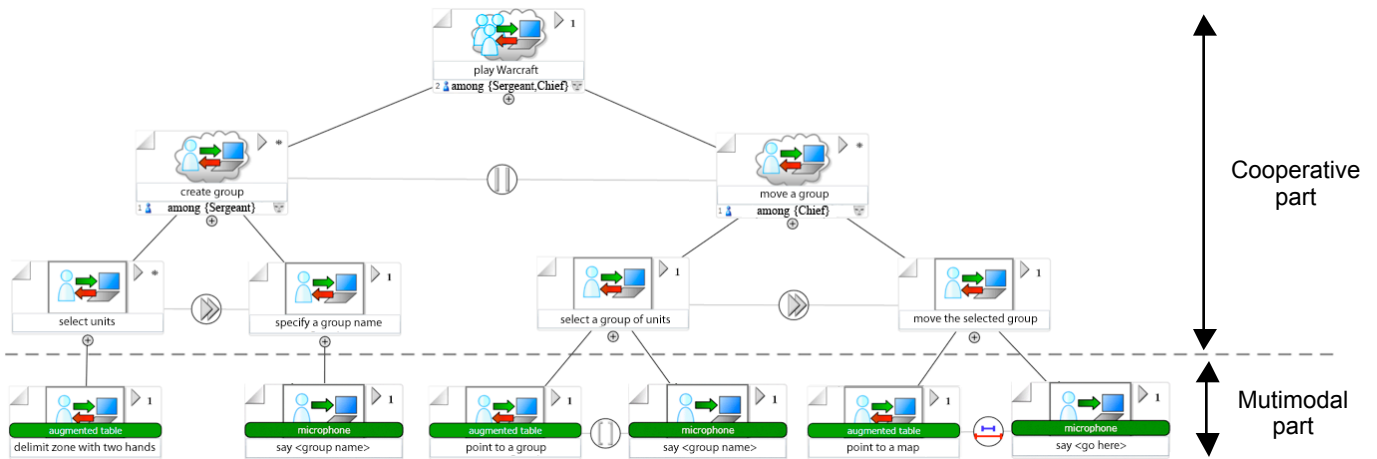 1
play Warcraft
2 among {Sergeant,Chief}
Cooperative
part
*
create group
1 among {Sergeant}
*
move a group
1 among {Chief}
*
select units
1
specify a group name
1
select a group of units
1
move the selected group
Mutimodal
part
1
augmented table
delimit zone with two hands
1
microphone
say <group name>
1
augmented table
point to a group
1
microphone
say <group name>
1
augmented table
point to a map
1
microphone
say <go here>